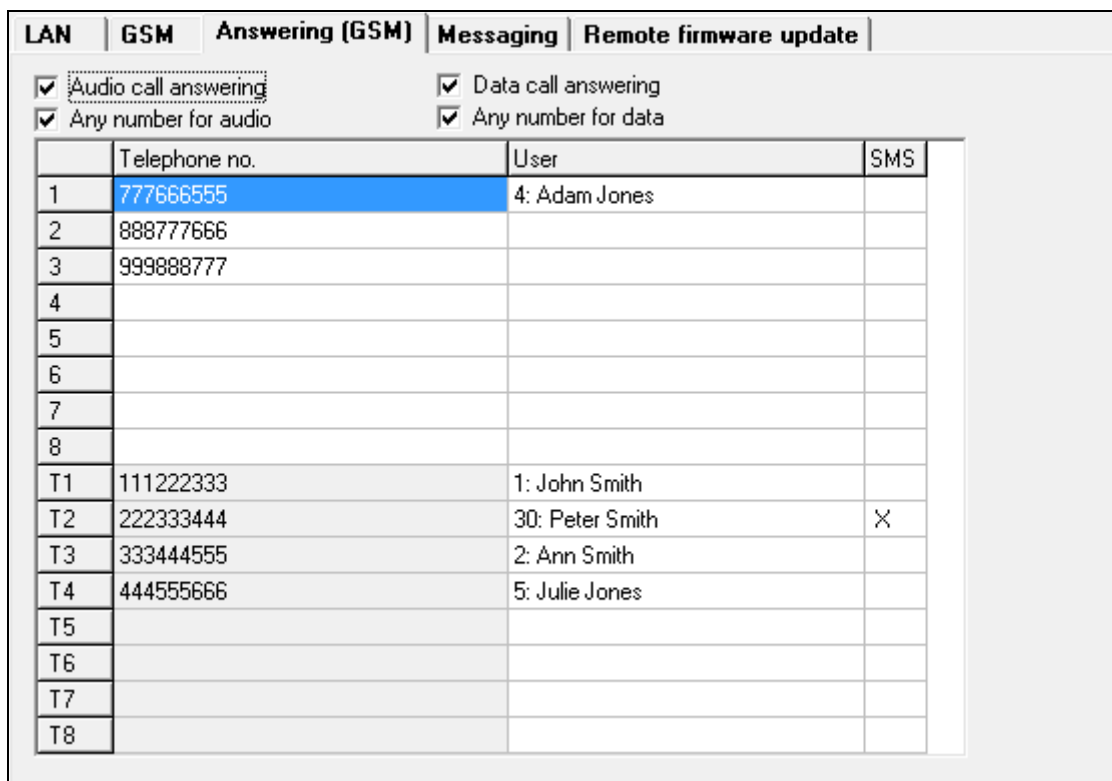 LAN GSM Answering (GSM) Messaging Remote firmware update
Audio call answering Data call answering
Any number for audio Any number for data
Telephone no. User SMS
1 777666555 4: Adam Jones
2 888777666
3 999888777
4
5
6
7
8
T1 111222333 1: John Smith
T2 222333444 30: Peter Smith X
T3 333444555 2: Ann Smith
T4 444555666 5: Julie Jones
T5
T6
T7
T8